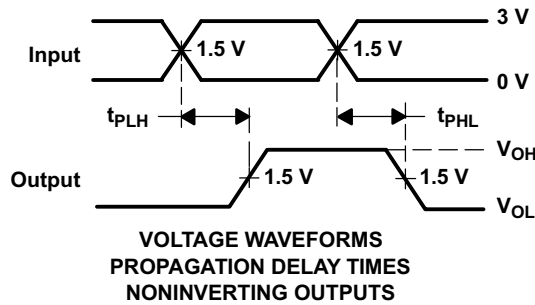 3 V
Input
1.5 V
1.5 V
0 V
tPLH
tPHL
VOH
Output
1.5 V
1.5 V
VOL
VOLTAGE WAVEFORMS
PROPAGATION DELAY TIMES
NONINVERTING OUTPUTS